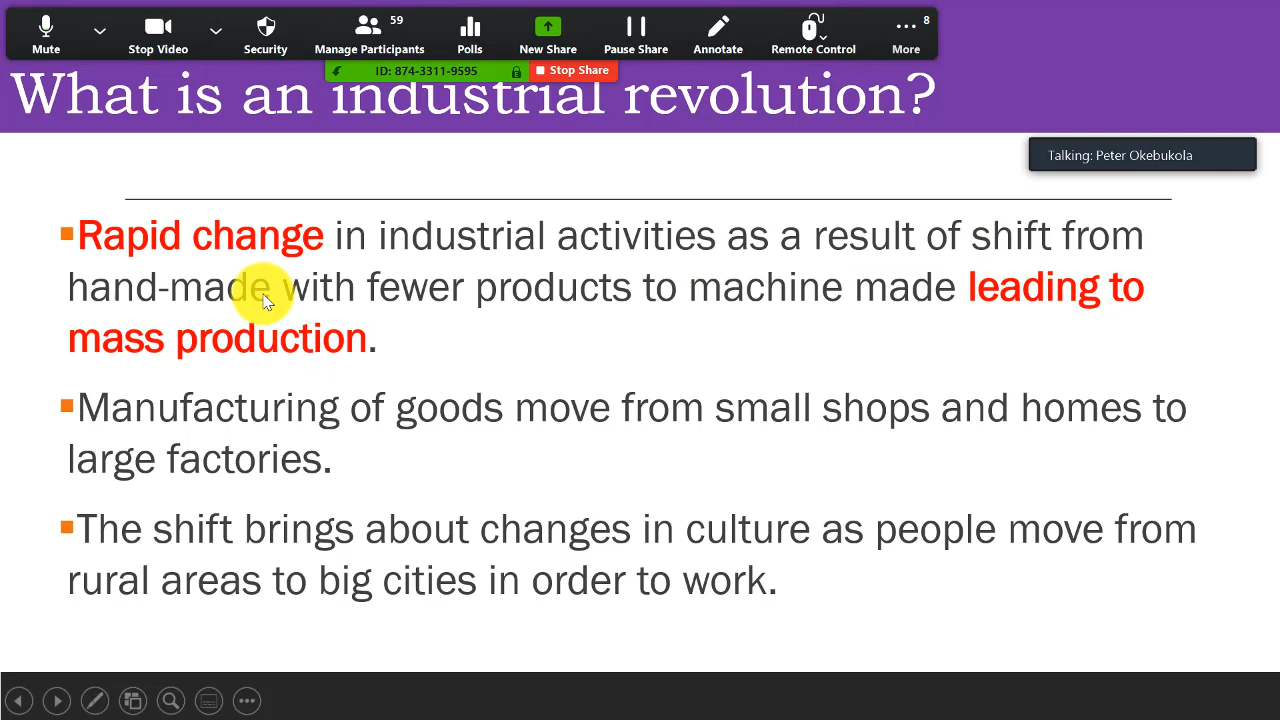 59
8
Mute
Stop Video
Security
Manage Participants
Polls
New Share
Pause Share
Annotate
Remote Control
More
ID: 874-3311-9595
Stop Share
What is an industrial revolution?
Talking: Peter Okebukola
▪Rapid change in industrial activities as a result of shift from
hand-made with fewer products to machine made leading to
mass production.
▪Manufacturing of goods move from small shops and homes to
large factories.
▪The shift brings about changes in culture as people move from
rural areas to big cities in order to work.